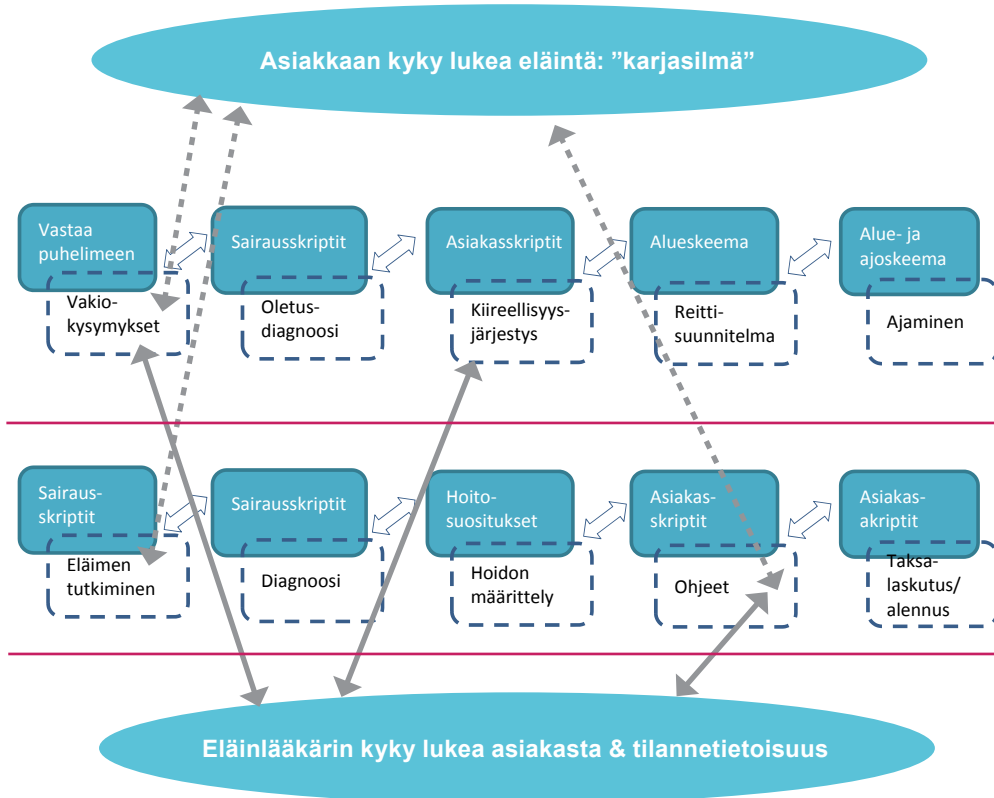 Asiakkaan kyky lukea eläintä: ”karjasilmä”
Vastaa
puhelimeen
Vakio-
kysymykset
Sairausskriptit
Oletus-
diagnoosi
Asiakasskriptit
Kiireellisyys-
järjestys
Alueskeema
Reitti-
suunnitelma
Alue- ja
ajoskeema
Ajaminen
Sairaus-
skriptit
Eläimen
tutkiminen
Sairausskriptit
Diagnoosi
Hoito-
suositukset
Hoidon
määrittely
Asiakas-
skriptit
Ohjeet
Asiakas-
akriptit
Taksa-
laskutus/
alennus
Eläinlääkärin kyky lukea asiakasta & tilannetietoisuus